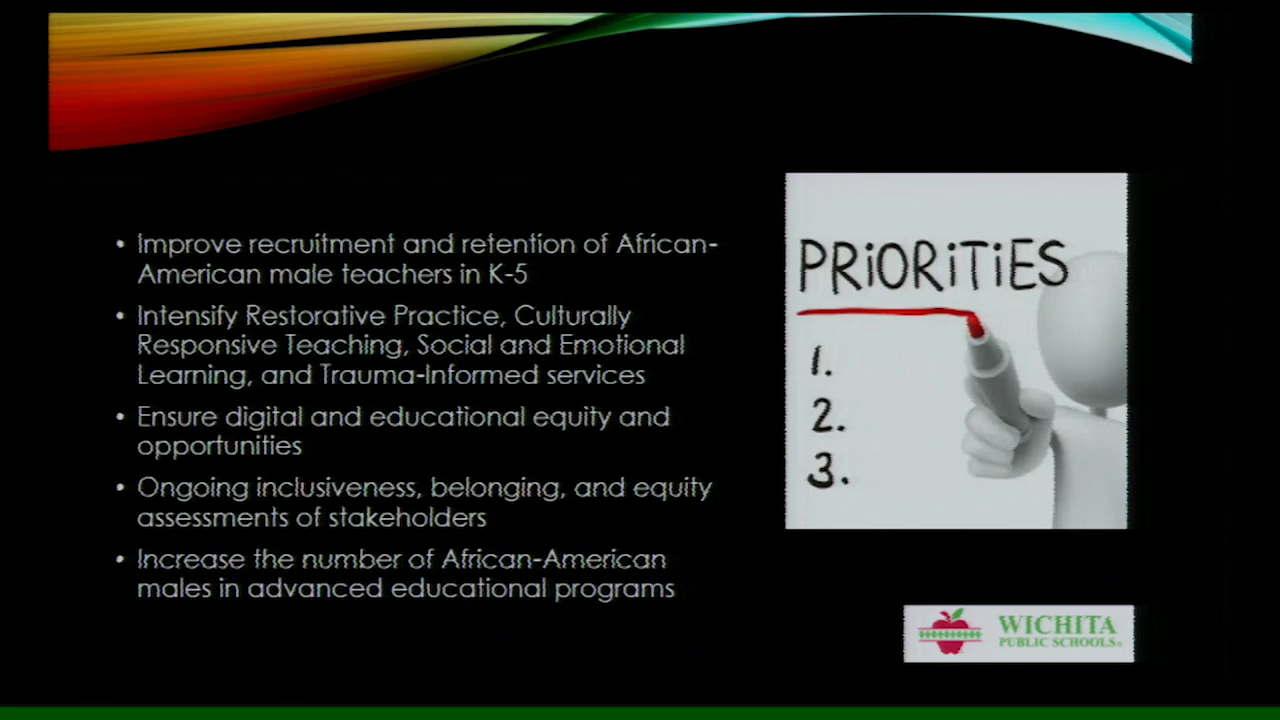 • Improve recruitment and retention of African-
American male teachers in K-5
• Intensify Restorative Practice, Culturally
Responsive Teaching, Social and Emotional
Learning, and Trauma-Informed services
• Ensure digital and educational equity and
opportunities
• Ongoing inclusiveness, belonging, and equity
assessments of stakeholders
• Increase the number of African-American
males in advanced educational programs
PRiORiTiES
1.
2.
3.
WICHITA
PUBLIC SCHOOLS